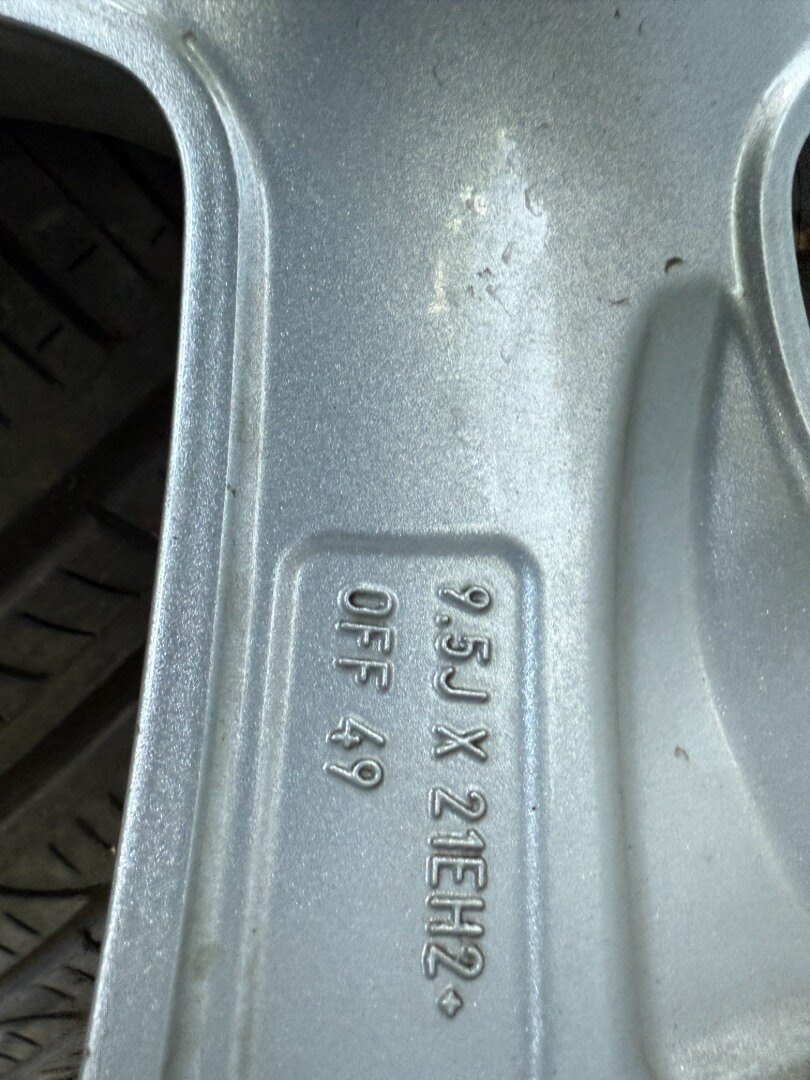 9.5J X 21EH2+
OFF 49